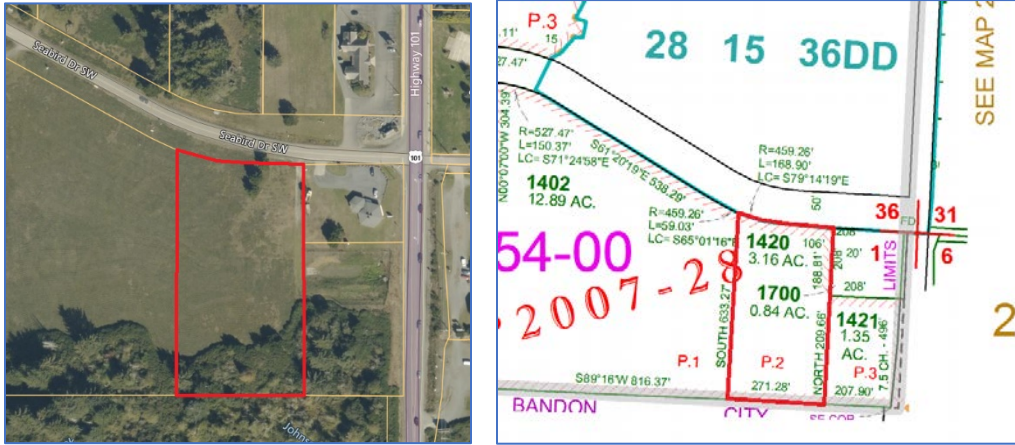 Seabird Dr SW
Seabird Dr SW
Highway 101
101
P.3
15
28 15 36DD
SEE MAP 2
.11'
27.47'
N00°07'00"W 304.39'
R=527.47'
L=150.37'
LC= S71°24'58"E
S61°20'19"E 538.29'
R=459.26'
L=168.90'
LC= S79°14'19"E
1402
12.89 AC.
R=459.26'
L=59.03'
LC= S65°01'16"E
50'
36
FD
31
1
6
54-00
2007-28
1420
3.16 AC.
106'
188.81'
208'
208'
20'
LIMITS
208'
1700
0.84 AC.
1421
1.35
AC.
SOUTH 633.27'
NORTH 209.66'
7.5 CH. - 496'
2
P.1
P.2
P.3
S89°16'W 816.37'
271.28'
207.90'
BANDON
CITY